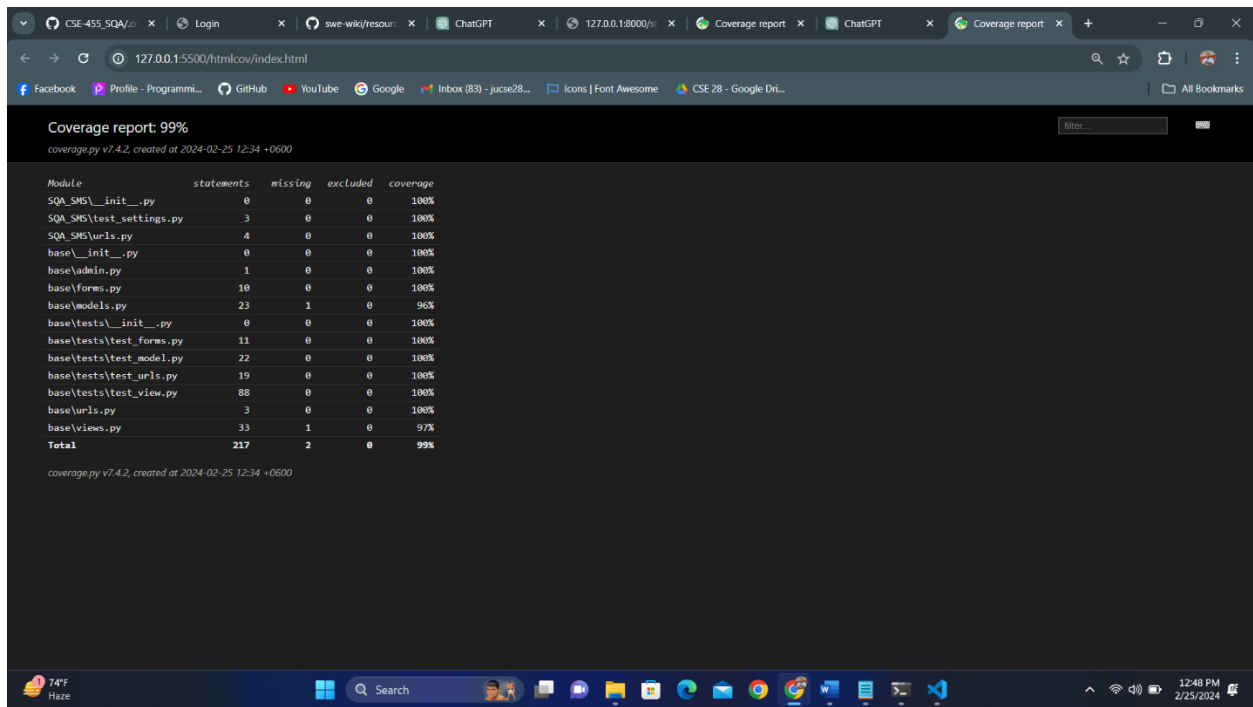 CSE-455_SQA/.c Login swe-wiki/resourc ChatGPT 127.0.0.1:8000/s Coverage report ChatGPT Coverage report
127.0.0.1:5500/htmlcov/index.html
Facebook Profile - Programmi... GitHub YouTube Google Inbox (83) - jucse28... Icons | Font Awesome CSE 28 - Google Dri... All Bookmarks
Coverage report: 99% filter...
coverage.py v7.4.2, created at 2024-02-25 12:34 +0600
Module statements missing excluded coverage
SQA_SMS\__init__.py 0 0 0 100%
SQA_SMS\test_settings.py 3 0 0 100%
SQA_SMS\urls.py 4 0 0 100%
base\__init__.py 0 0 0 100%
base\admin.py 1 0 0 100%
base\forms.py 10 0 0 100%
base\models.py 23 1 0 96%
base\tests\__init__.py 0 0 0 100%
base\tests\test_forms.py 11 0 0 100%
base\tests\test_model.py 22 0 0 100%
base\tests\test_urls.py 19 0 0 100%
base\tests\test_view.py 88 0 0 100%
base\urls.py 3 0 0 100%
base\views.py 33 1 0 97%
Total 217 2 0 99%
coverage.py v7.4.2, created at 2024-02-25 12:34 +0600
1 74°F
Haze
Search
12:48 PM
2/25/2024